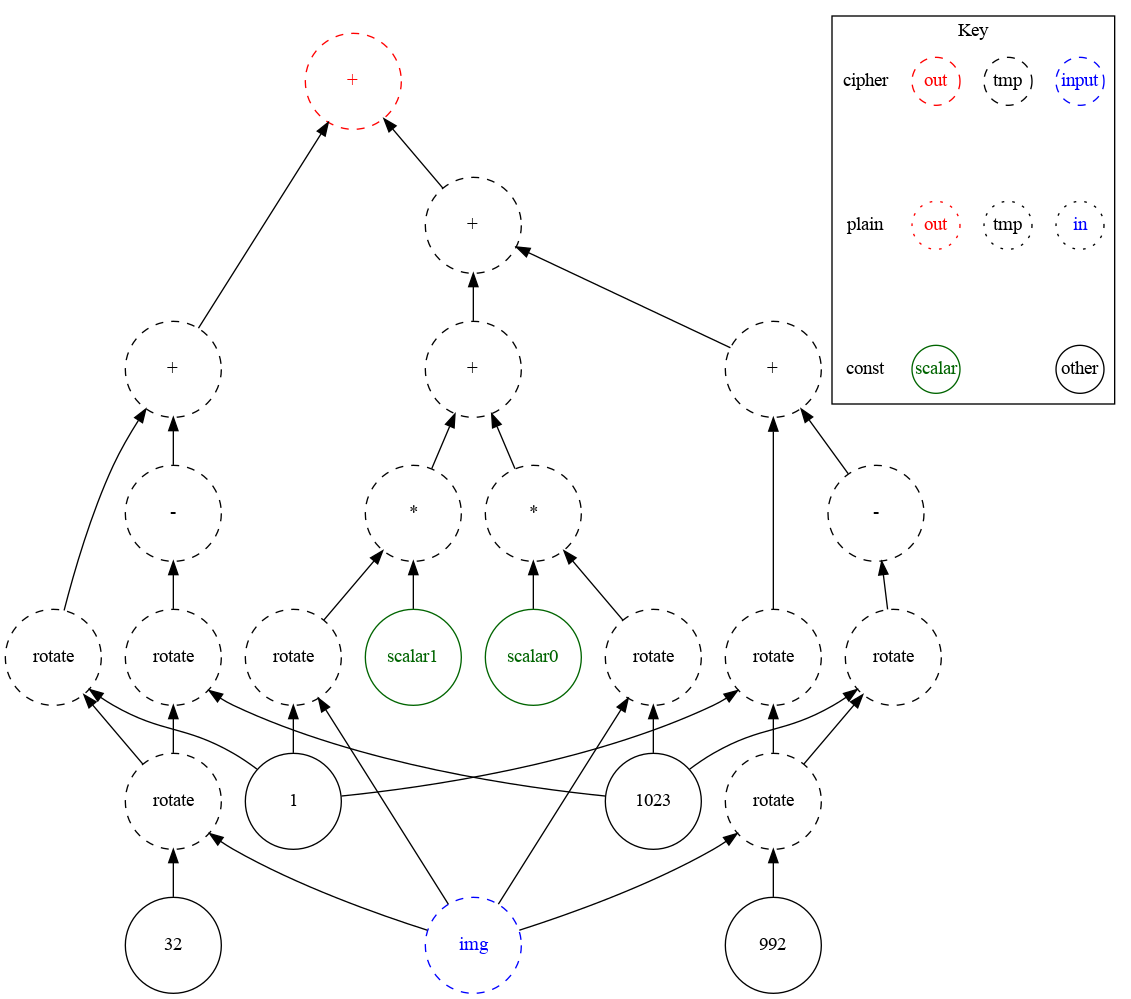 Key
cipher out tmp input
plain out tmp in
const scalar other
+
+
+ + +
- * * -
rotate rotate rotate scalar1 scalar0 rotate rotate rotate
rotate 1 1023 rotate
32 img 992